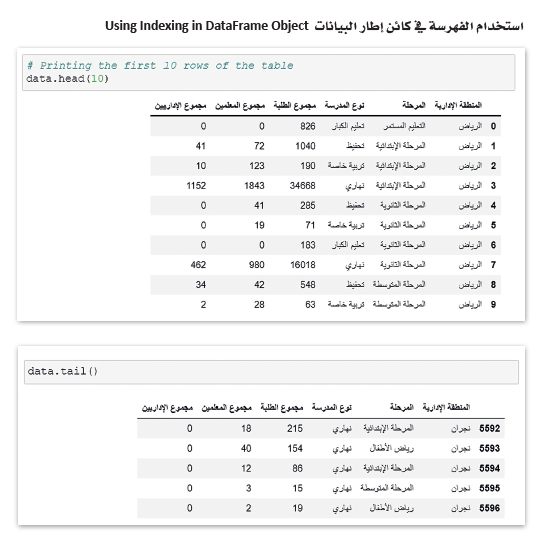 استخدام الفهرسة في كائن إطار البيانات Using Indexing in DataFrame Object
# Printing the first 10 rows of the table
data.head(10)
المنطقة الإدارية المرحلة نوع المدرسة مجموع الطلبة مجموع المعلمين مجموع الإداريين
0 الرياض التعليم المستمر تعليم الكبار 826 0 0
1 الرياض المرحلة الإبتدائية تحفيظ 1040 72 41
2 الرياض المرحلة الإبتدائية تربية خاصة 190 123 10
3 الرياض المرحلة الإبتدائية نهاري 34668 1843 1152
4 الرياض المرحلة الثانوية تحفيظ 285 41 0
5 الرياض المرحلة الثانوية تربية خاصة 71 19 0
6 الرياض المرحلة الثانوية تعليم الكبار 183 0 0
7 الرياض المرحلة الثانوية نهاري 16018 980 462
8 الرياض المرحلة المتوسطة تحفيظ 548 42 34
9 الرياض المرحلة المتوسطة تربية خاصة 63 28 2
data.tail()
المنطقة الإدارية المرحلة نوع المدرسة مجموع الطلبة مجموع المعلمين مجموع الإداريين
5592 نجران المرحلة الإبتدائية نهاري 215 18 0
5593 نجران رياض الأطفال نهاري 154 40 0
5594 نجران المرحلة الإبتدائية نهاري 86 12 0
5595 نجران المرحلة المتوسطة نهاري 15 3 0
5596 نجران رياض الأطفال نهاري 19 2 0